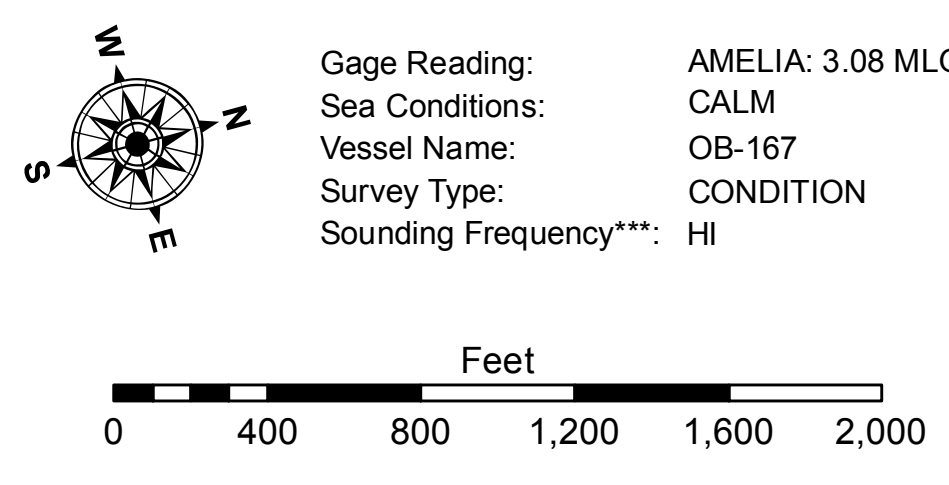 W
N
S
E
Gage Reading: AMELIA: 3.08
Sea Conditions: CALM
Vessel Name: OB-167
Survey Type: CONDITION
Sounding Frequency***: HI
Feet
0 400 800 1,200 1,600 2,000